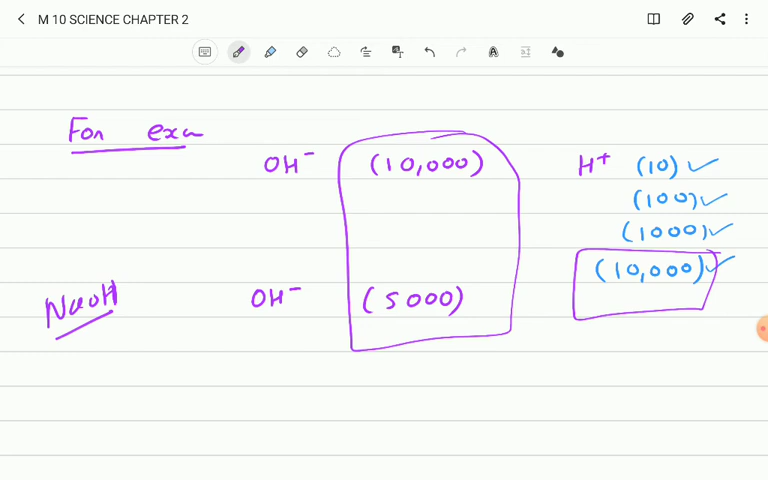 M 10 SCIENCE CHAPTER 2
For exa
OH⁻ (10,000) H+ (10) ✓
(100) ✓
(1000) ✓
(10,000) ✓
NaOH OH⁻ (5000)